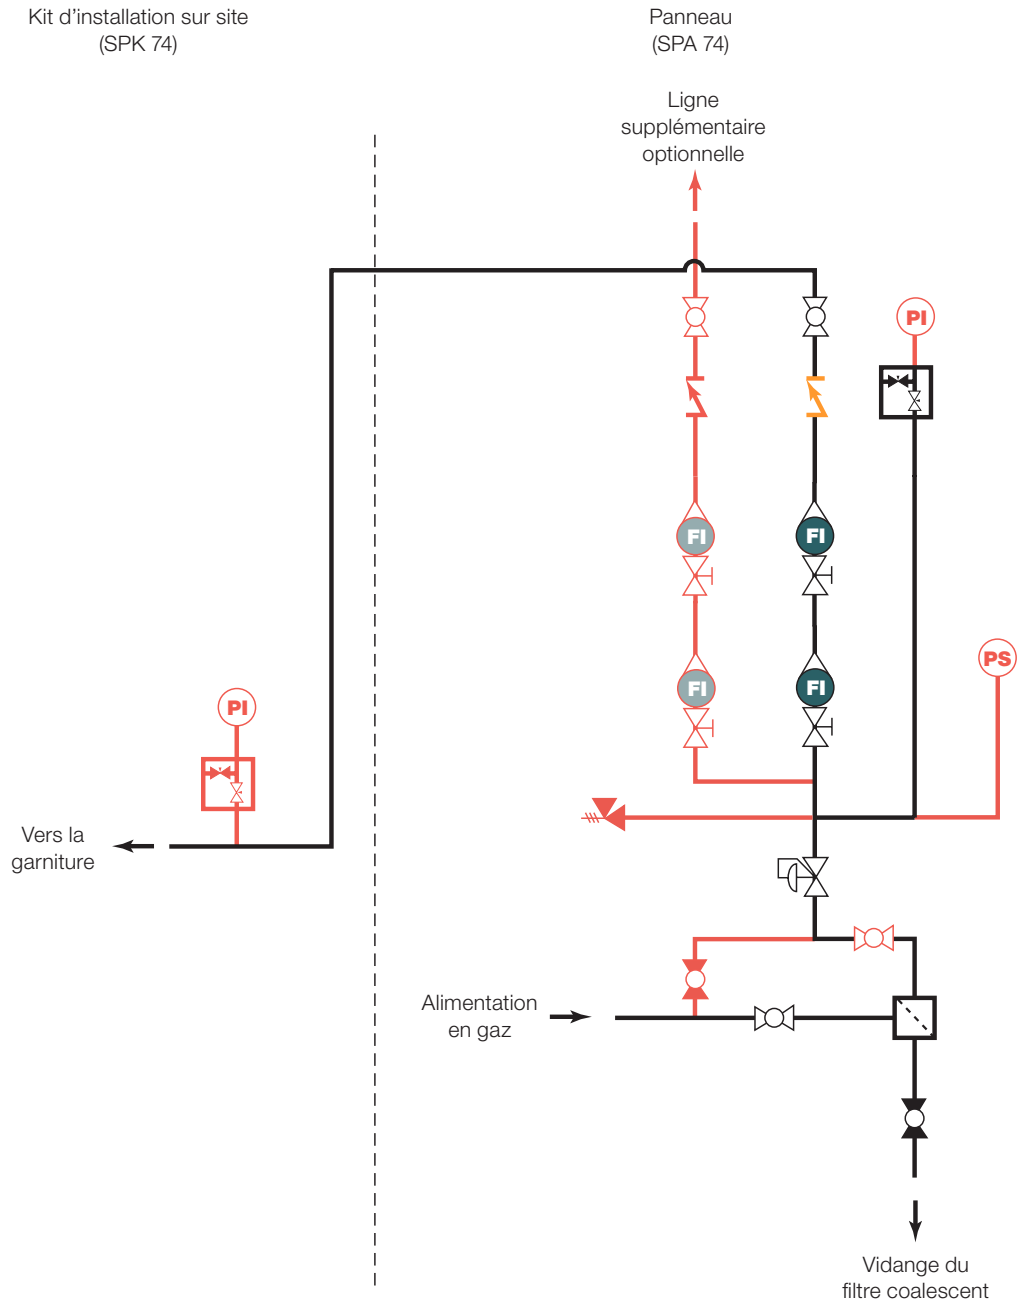 Kit d'installation sur site
(SPK 74)
Panneau
(SPA 74)
Ligne
supplémentaire
optionnelle
PI
FI
FI
PS
FI
FI
PI
Vers la
garniture
Alimentation
en gaz
Vidange du
filtre coalescent